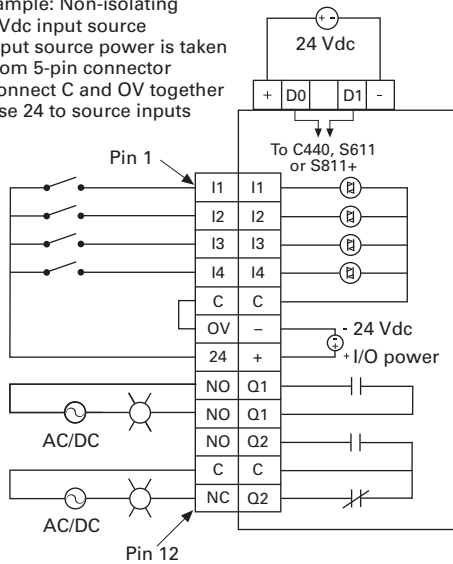 Vdc input source
24 Vdc
+ D0 D1 -
To C440, S611
or S811+
Pin 1
I1 I1
I2 I2
I3 I3
I4 I4
C C
OV –
24 +
- 24 Vdc
+ I/O power
NO Q1
NO Q1
NO Q2
C C
NC Q2
AC/DC
AC/DC
Pin 12
ample: Non-isolating
put source power is taken
om 5-pin connector
onnect C and OV together
se 24 to source inputs